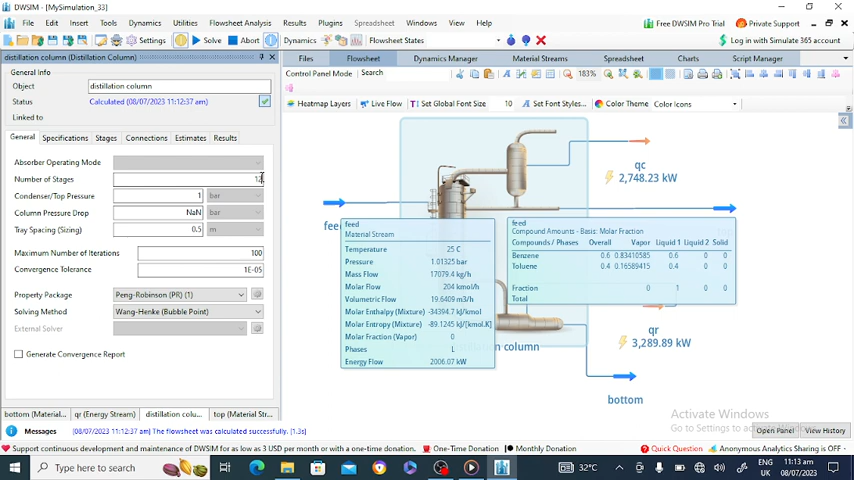 DWSIM - [MySimulation_33]
File Edit Insert Tools Dynamics Utilities Flowsheet Analysis Results Plugins Spreadsheet Windows View Help Free DWSIM Pro Trial Private Support
Settings Solve Abort Dynamics Flowsheet States Log in with Simulate 365 account
distillation column (Distillation Column) Files Flowsheet Dynamics Manager Material Streams Spreadsheet Charts Script Manager
General Info
Control Panel Mode Search 183%
Object distillation column
Status Calculated (08/07/2023 11:12:37 am)
Linked to
Heatmap Layers Live Flow Set Global Font Size 10 Set Font Styles... Color Theme Color Icons
General Specifications Stages Connections Estimates Results
Absorber Operating Mode
Number of Stages 12
Condenser/Top Pressure 1 bar
Column Pressure Drop NaN bar
Tray Spacing (Sizing) 0.5 m
Maximum Number of Iterations 100
Convergence Tolerance 1E-05
Property Package Peng-Robinson (PR) (1)
Solving Method Wang-Henke (Bubble Point)
External Solver
Generate Convergence Report
qc
2,748.23 kW
feed
Material Stream
Temperature 25 C
Pressure 1.01325 bar
Mass Flow 17079.4 kg/h
Molar Flow 204 kmol/h
Volumetric Flow 19.6409 m3/h
Molar Enthalpy (Mixture) -34394.7 kJ/kmol
Molar Entropy (Mixture) -89.1245 kJ/[kmol.K]
Molar Fraction (Vapor) 0
Phases L
Energy Flow 2006.07 kW
feed
Compound Amounts - Basis: Molar Fraction
Compounds / Phases Overall Vapor Liquid 1 Liquid 2 Solid
Benzene 0.6 0.83410585 0.6 0 0
Toluene 0.4 0.16589415 0.4 0 0
Fraction 0 1 0 0
Total
qr
3,289.89 kW
column
bottom
Activate Windows
Go to Settings to activate
bottom (Material... qr (Energy Stream) distillation colu... top (Material Str...
Messages [08/07/2023 11:12:37 am] The flowsheet was calculated successfully. (1.3s) Open Panel View History
Support continuous development and maintenance of DWSIM for as low as 3 USD per month or with a one-time donation. One-Time Donation Monthly Donation Quick Question Anonymous Analytics Sharing is OFF
Type here to search 32°C ENG UK 11:13 am 08/07/2023